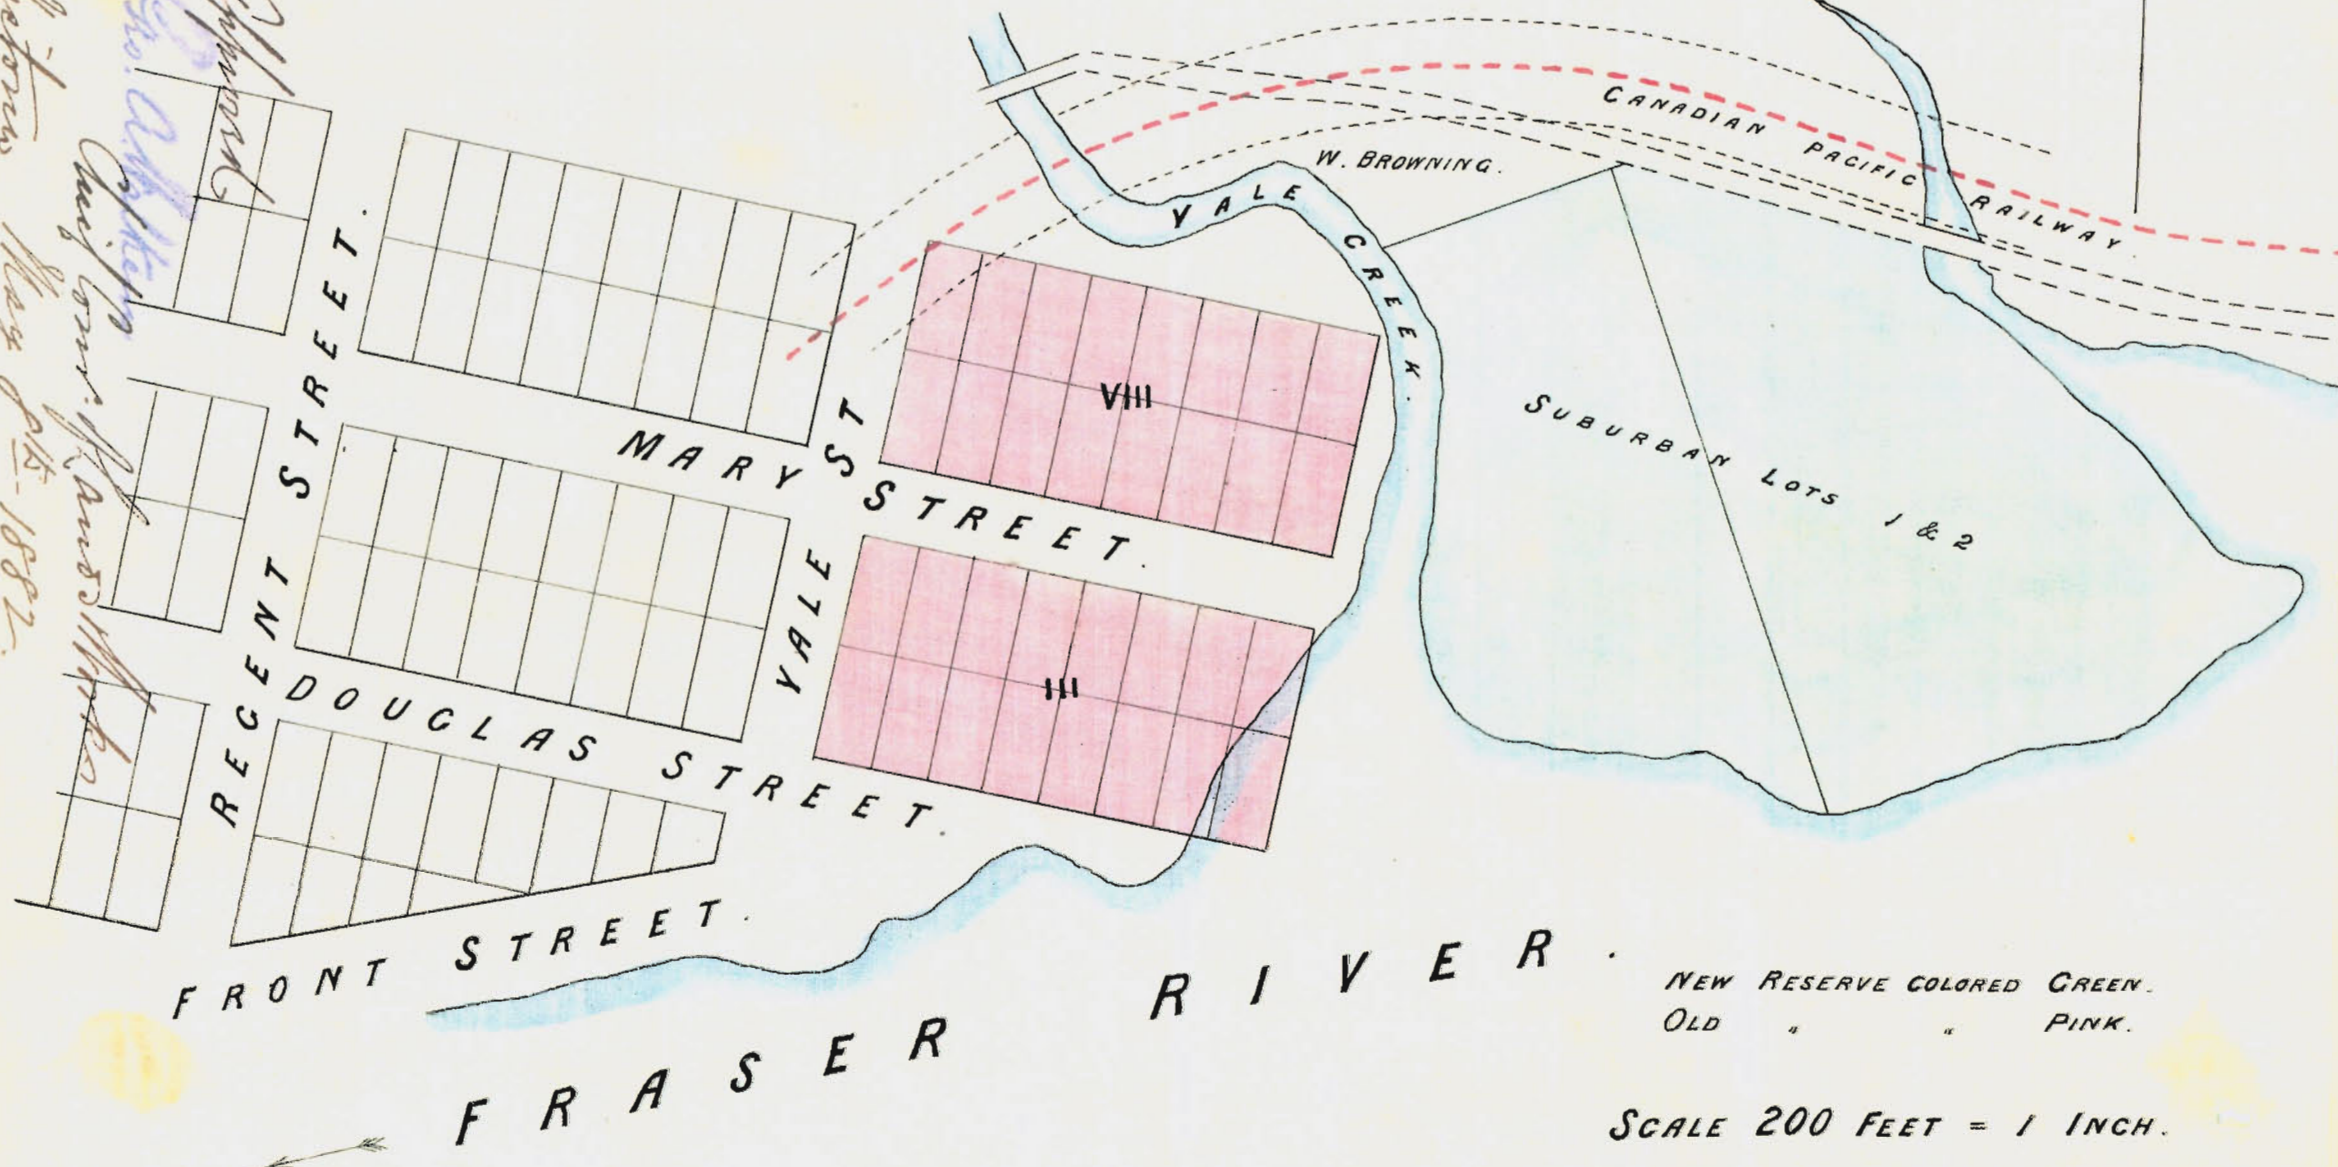 Approved
May 8th - 1882.
CANADIAN PACIFIC RAILWAY.
W. BROWNING.
YALE CREEK.
REGENT STREET.
MARY STREET.
YALE ST
VIII
SUBURBAN LOTS 1 & 2
DOUGLAS STREET.
III
FRONT STREET.
FRASER RIVER.
NEW RESERVE COLORED GREEN.
OLD " " PINK.
SCALE 200 FEET = 1 INCH.